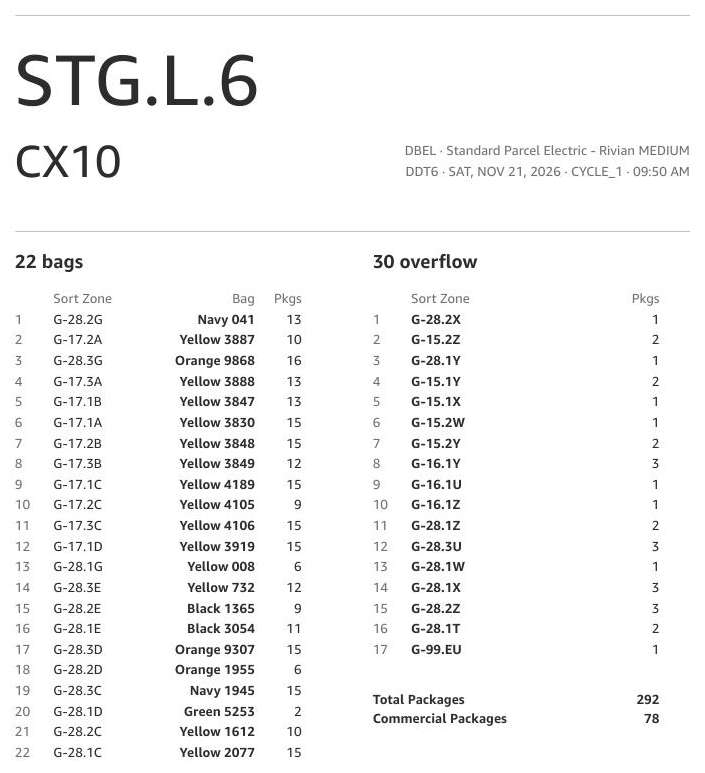 STG.L.6
CX10
DBEL · Standard Parcel Electric - Rivian MEDIUM
DDT6 · SAT, NOV 21, 2026 · CYCLE_1 · 09:50 AM
22 bags
Sort Zone Bag Pkgs
1 G-28.2G Navy 041 13
2 G-17.2A Yellow 3887 10
3 G-28.3G Orange 9868 16
4 G-17.3A Yellow 3888 13
5 G-17.1B Yellow 3847 13
6 G-17.1A Yellow 3830 15
7 G-17.2B Yellow 3848 15
8 G-17.3B Yellow 3849 12
9 G-17.1C Yellow 4189 15
10 G-17.2C Yellow 4105 9
11 G-17.3C Yellow 4106 15
12 G-17.1D Yellow 3919 15
13 G-28.1G Yellow 008 6
14 G-28.3E Yellow 732 12
15 G-28.2E Black 1365 9
16 G-28.1E Black 3054 11
17 G-28.3D Orange 9307 15
18 G-28.2D Orange 1955 6
19 G-28.3C Navy 1945 15
20 G-28.1D Green 5253 2
21 G-28.2C Yellow 1612 10
22 G-28.1C Yellow 2077 15
30 overflow
Sort Zone Pkgs
1 G-28.2X 1
2 G-15.2Z 2
3 G-28.1Y 1
4 G-15.1Y 2
5 G-15.1X 1
6 G-15.2W 1
7 G-15.2Y 2
8 G-16.1Y 3
9 G-16.1U 1
10 G-16.1Z 1
11 G-28.1Z 2
12 G-28.3U 3
13 G-28.1W 1
14 G-28.1X 3
15 G-28.2Z 3
16 G-28.1T 2
17 G-99.EU 1
Total Packages 292
Commercial Packages 78